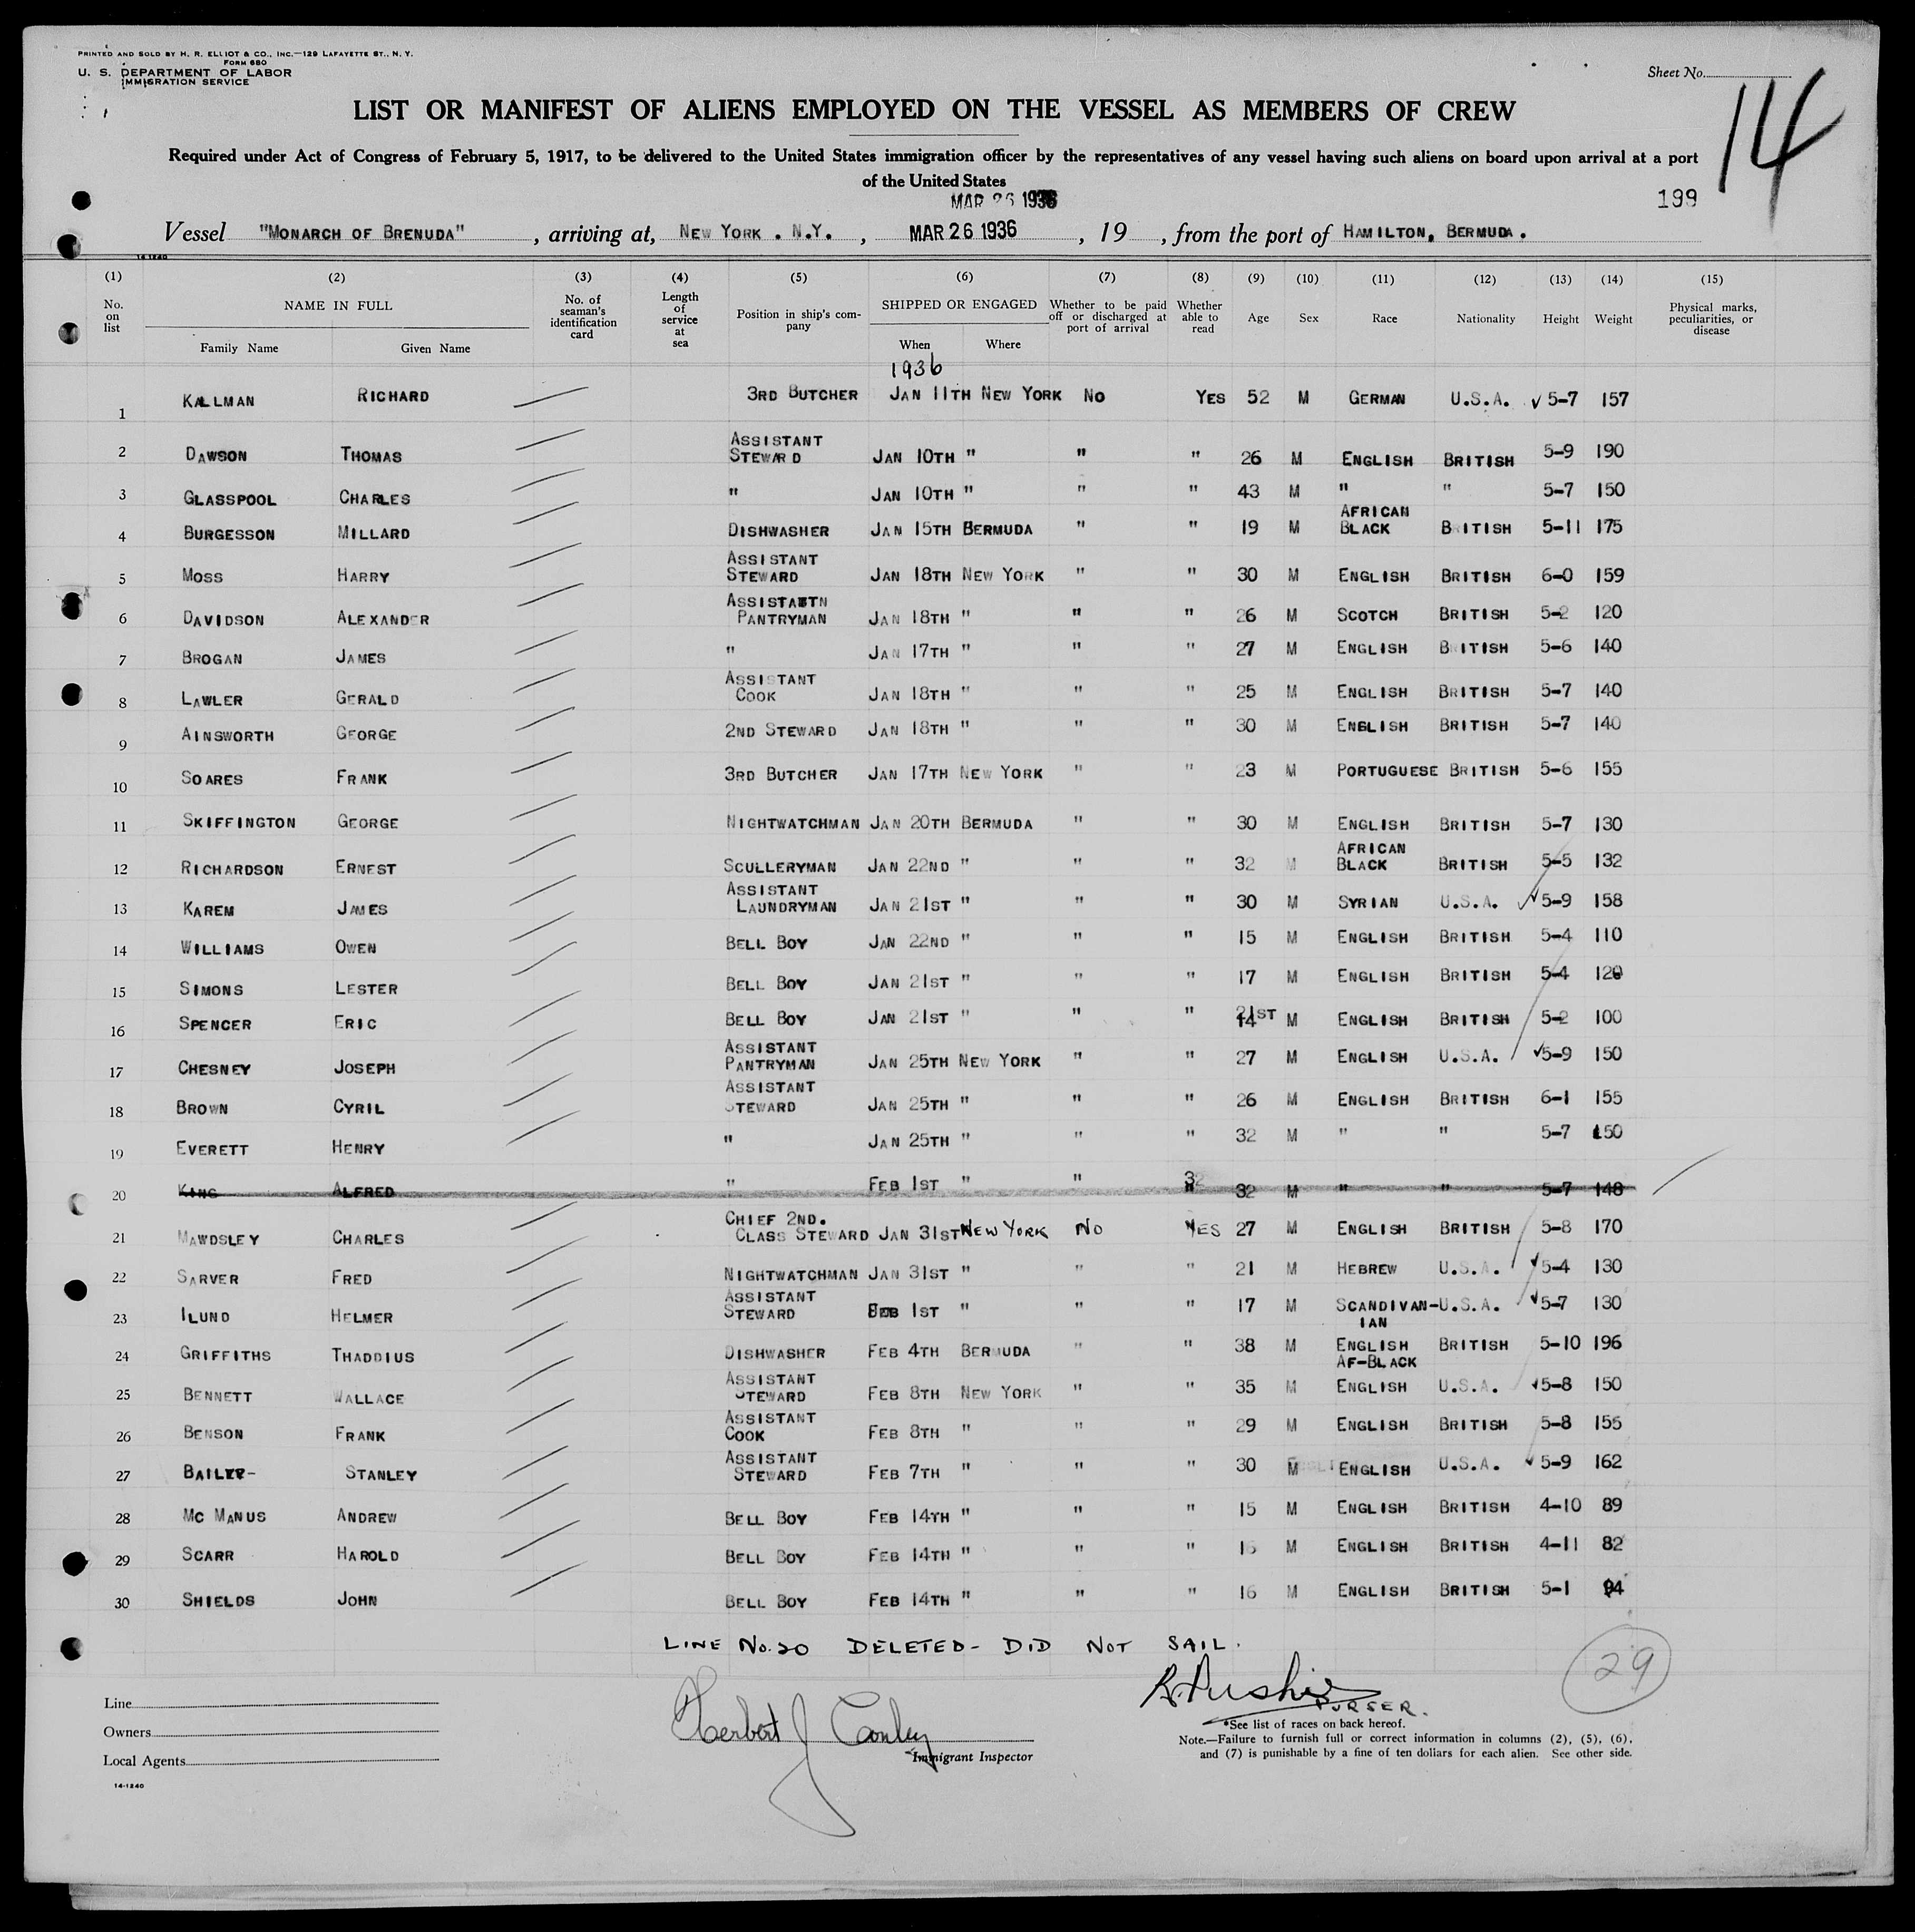 PRINTED AND SOLD BY H. R. ELLIOT & CO., INC.—129 LAFAYETTE ST., N. Y.
FORM 680
U. S. DEPARTMENT OF LABOR
IMMIGRATION SERVICE
Sheet No.
14
LIST OR MANIFEST OF ALIENS EMPLOYED ON THE VESSEL AS MEMBERS OF CREW
Required under Act of Congress of February 5, 1917, to be delivered to the United States immigration officer by the representatives of any vessel having such aliens on board upon arrival at a port
of the United States
MAR 26 1936
199
Vessel "MONARCH OF BRENUDA", arriving at, NEW YORK. N.Y., MAR 26 1936, 19 , from the port of HAMILTON, BERMUDA.
14-1240
(1) (2) (3) (4) (5) (6) (7) (8) (9) (10) (11) (12) (13) (14) (15)
No. on list NAME IN FULL Family Name Given Name No. of seaman's identification card Length of service at sea Position in ship's company SHIPPED OR ENGAGED When Where Whether to be paid off or discharged at port of arrival Whether able to read Age Sex Race Nationality Height Weight Physical marks, peculiarities, or disease
1936
1 KALLMAN RICHARD 3RD BUTCHER JAN 11TH NEW YORK NO YES 52 M GERMAN U.S.A. 5-7 157
2 DAWSON THOMAS ASSISTANT STEWARD JAN 10TH " " " 26 M ENGLISH BRITISH 5-9 190
3 GLASSPOOL CHARLES " JAN 10TH " " " 43 M " " 5-7 150
4 BURGESSON MILLARD DISHWASHER JAN 15TH BERMUDA " " 19 M AFRICAN BLACK BRITISH 5-11 175
5 MOSS HARRY ASSISTANT STEWARD JAN 18TH NEW YORK " " 30 M ENGLISH BRITISH 6-0 159
6 DAVIDSON ALEXANDER ASSISTATN PANTRYMAN JAN 18TH " " " 26 M SCOTCH BRITISH 5-2 120
7 BROGAN JAMES " JAN 17TH " " " 27 M ENGLISH BRITISH 5-6 140
8 LAWLER GERALD ASSISTANT COOK JAN 18TH " " " 25 M ENGLISH BRITISH 5-7 140
9 AINSWORTH GEORGE 2ND STEWARD JAN 18TH " " " 30 M ENGLISH BRITISH 5-7 140
10 SOARES FRANK 3RD BUTCHER JAN 17TH NEW YORK " " 23 M PORTUGUESE BRITISH 5-6 155
11 SKIFFINGTON GEORGE NIGHTWATCHMAN JAN 20TH BERMUDA " " 30 M ENGLISH BRITISH 5-7 130
12 RICHARDSON ERNEST SCULLERYMAN JAN 22ND " " " 32 M AFRICAN BLACK BRITISH 5-5 132
13 KAREM JAMES ASSISTANT LAUNDRYMAN JAN 21ST " " " 30 M SYRIAN U.S.A. 5-9 158
14 WILLIAMS OWEN BELL BOY JAN 22ND " " " 15 M ENGLISH BRITISH 5-4 110
15 SIMONS LESTER BELL BOY JAN 21ST " " " 17 M ENGLISH BRITISH 5-4 120
16 SPENCER ERIC BELL BOY JAN 21ST " " " 14 M ENGLISH BRITISH 5-2 100
17 CHESNEY JOSEPH ASSISTANT PANTRYMAN JAN 25TH NEW YORK " " 27 M ENGLISH U.S.A. 5-9 150
18 BROWN CYRIL ASSISTANT STEWARD JAN 25TH " " " 26 M ENGLISH BRITISH 6-1 155
19 EVERETT HENRY " JAN 25TH " " " 32 M " " 5-7 150
20 KING ALFRED " FEB 1ST " " " 32 M " " 5-7 148
21 MAWDSLEY CHARLES CHIEF 2ND. CLASS STEWARD JAN 31ST NEW YORK NO YES 27 M ENGLISH BRITISH 5-8 170
22 SARVER FRED NIGHTWATCHMAN JAN 31ST " " " 21 M HEBREW U.S.A. 5-4 130
23 ILUND HELMER ASSISTANT STEWARD FEB 1ST " " " 17 M SCANDIVAN-IAN U.S.A. 5-7 130
24 GRIFFITHS THADDIUS DISHWASHER FEB 4TH BERMUDA " " 38 M ENGLISH AF-BLACK BRITISH 5-10 196
25 BENNETT WALLACE ASSISTANT STEWARD FEB 8TH NEW YORK " " 35 M ENGLISH U.S.A. 5-8 150
26 BENSON FRANK ASSISTANT COOK FEB 8TH " " " 29 M ENGLISH BRITISH 5-8 155
27 BAILEY- STANLEY ASSISTANT STEWARD FEB 7TH " " " 30 M ENGLISH U.S.A. 5-9 162
28 MC MANUS ANDREW BELL BOY FEB 14TH " " " 15 M ENGLISH BRITISH 4-10 89
29 SCARR HAROLD BELL BOY FEB 14TH " " " 16 M ENGLISH BRITISH 4-11 82
30 SHIELDS JOHN BELL BOY FEB 14TH " " " 16 M ENGLISH BRITISH 5-1 94
LINE NO. 20 DELETED - DID NOT SAIL.
29
Line
Owners
Local Agents
14-1240
Herbert J Conley
Immigrant Inspector
PURSER.
*See list of races on back hereof.
Note.—Failure to furnish full or correct information in columns (2), (5), (6),
and (7) is punishable by a fine of ten dollars for each alien. See other side.